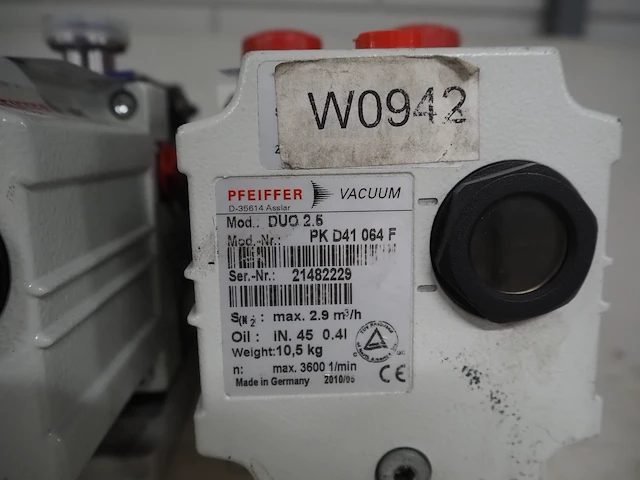 W0942
PFEIFFER VACUUM
D-35614 Asslar
Mod.: DUO 2.5
Mod.-Nr.: PK D41 064 F
Ser.-Nr.: 21482229
S(N2): max. 2.9 m³/h
Oil: IN. 45 0.4l
Weight: 10,5 kg
n: max. 3600 1/min
Made in Germany 2010/05
CE
PFEIFFER